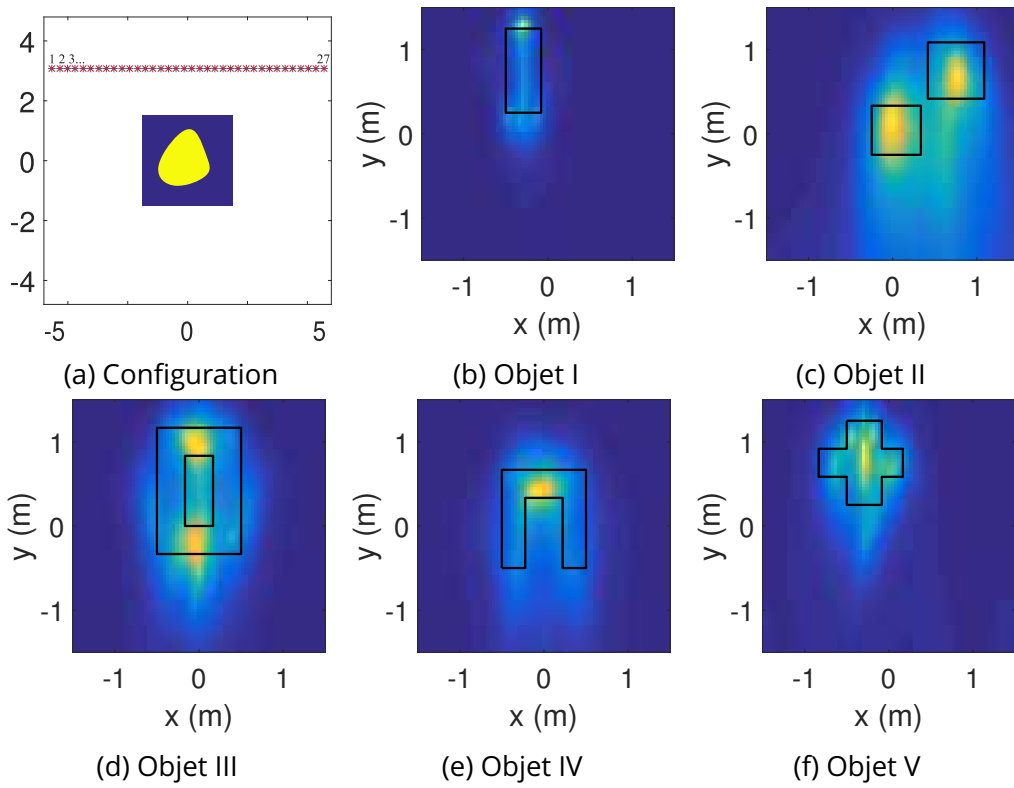 4
2
0
-2
-4
1 2 3...
27
-5
0
5
(a) Configuration
1
0
-1
y (m)
-1
0
1
x (m)
(b) Objet I
1
0
-1
y (m)
-1
0
1
x (m)
(c) Objet II
1
0
-1
y (m)
-1
0
1
x (m)
(d) Objet III
1
0
-1
y (m)
-1
0
1
x (m)
(e) Objet IV
1
0
-1
y (m)
-1
0
1
x (m)
(f) Objet V